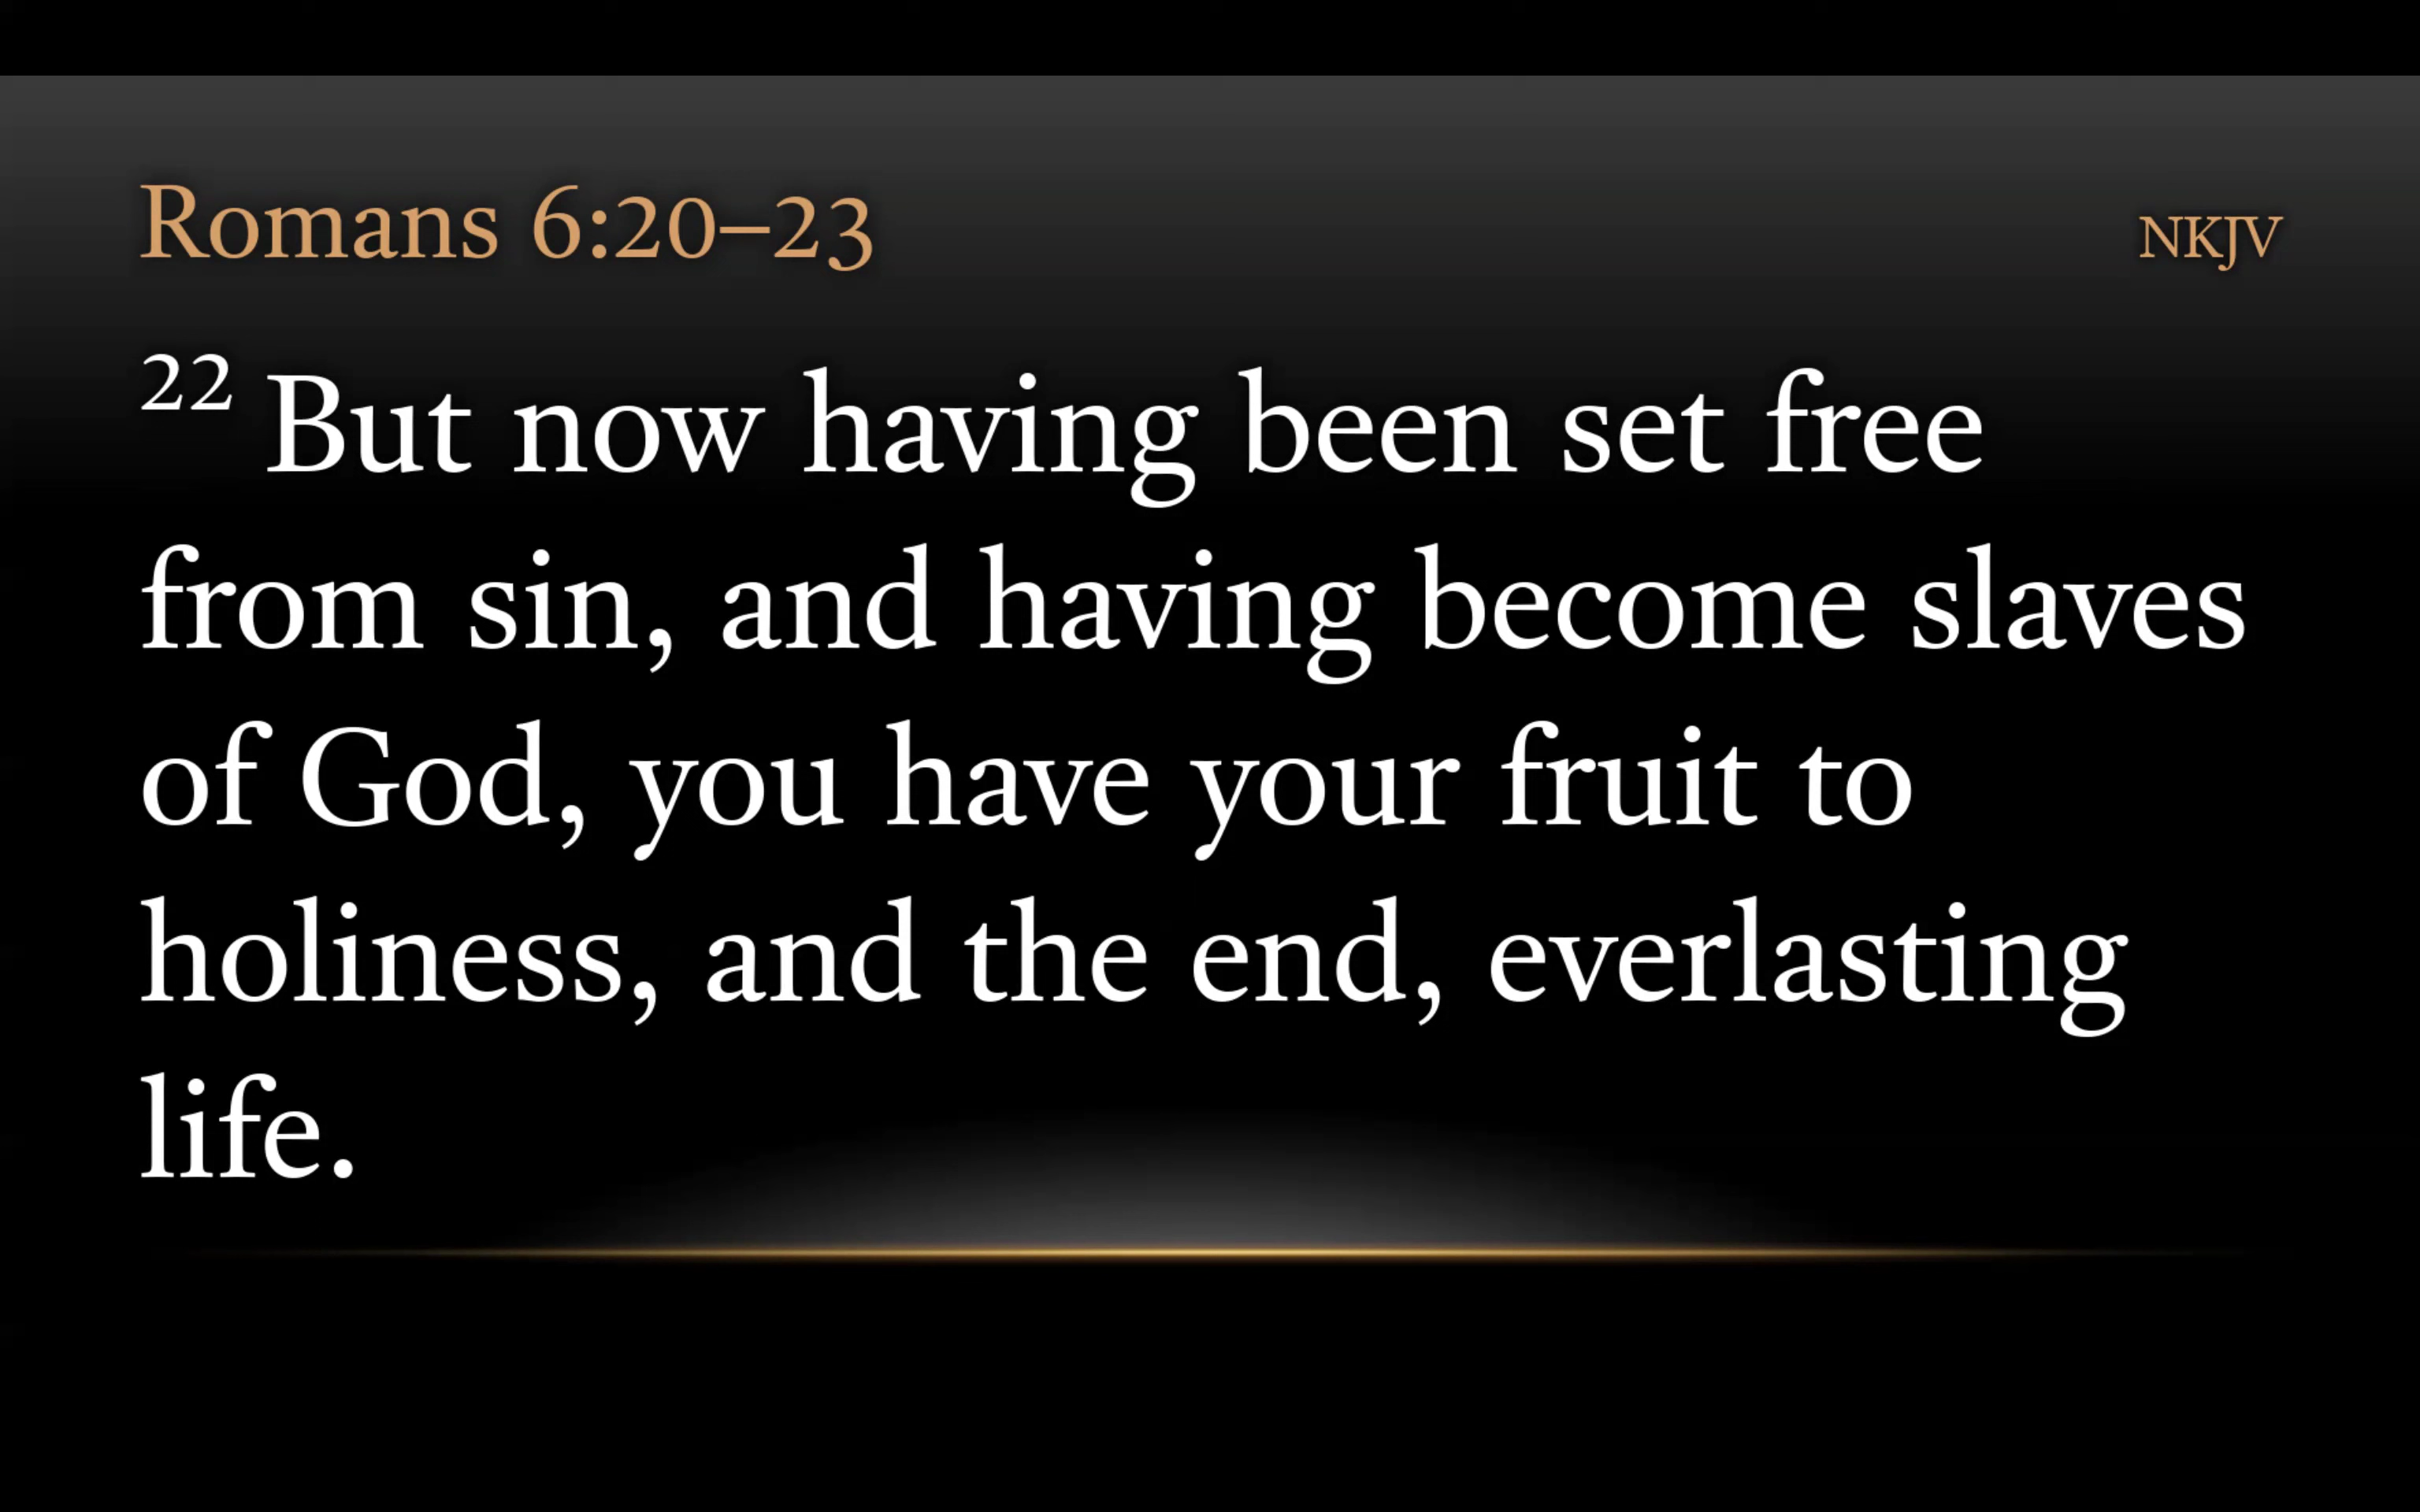 Romans 6:20–23 NKJV
22 But now having been set free
from sin, and having become slaves
of God, you have your fruit to
holiness, and the end, everlasting
life.